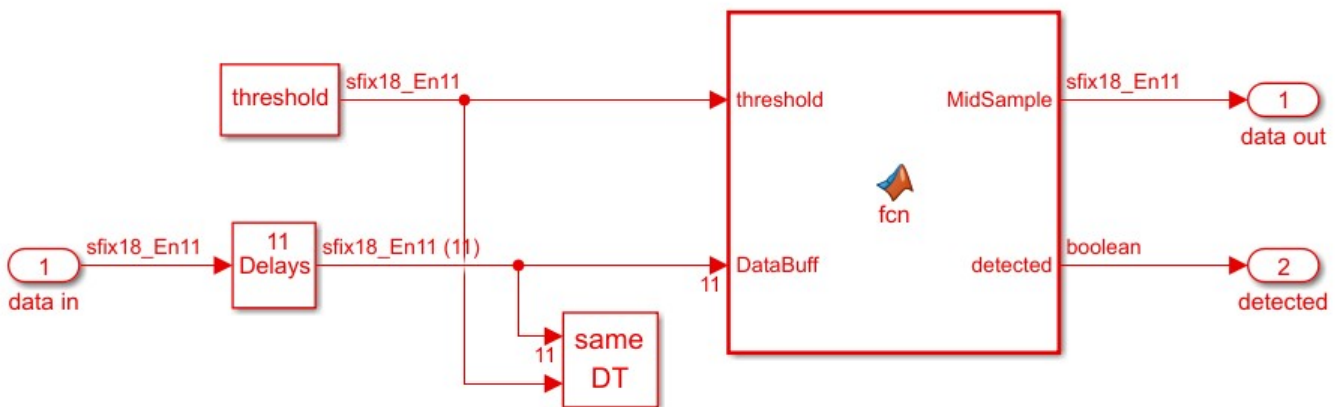 threshold
sfix18_En11
threshold
MidSample
sfix18_En11
1
data out
fcn
1
data in
sfix18_En11
11
Delays
sfix18_En11 (11)
11
DataBuff
detected
boolean
2
detected
11
same
DT